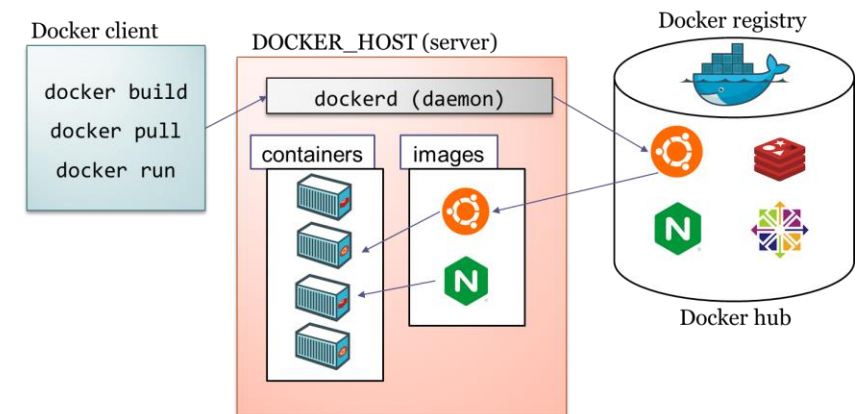 Docker client
docker build
docker pull
docker run
DOCKER_HOST (server)
dockerd (daemon)
containers
images
N
Docker registry
N
Docker hub